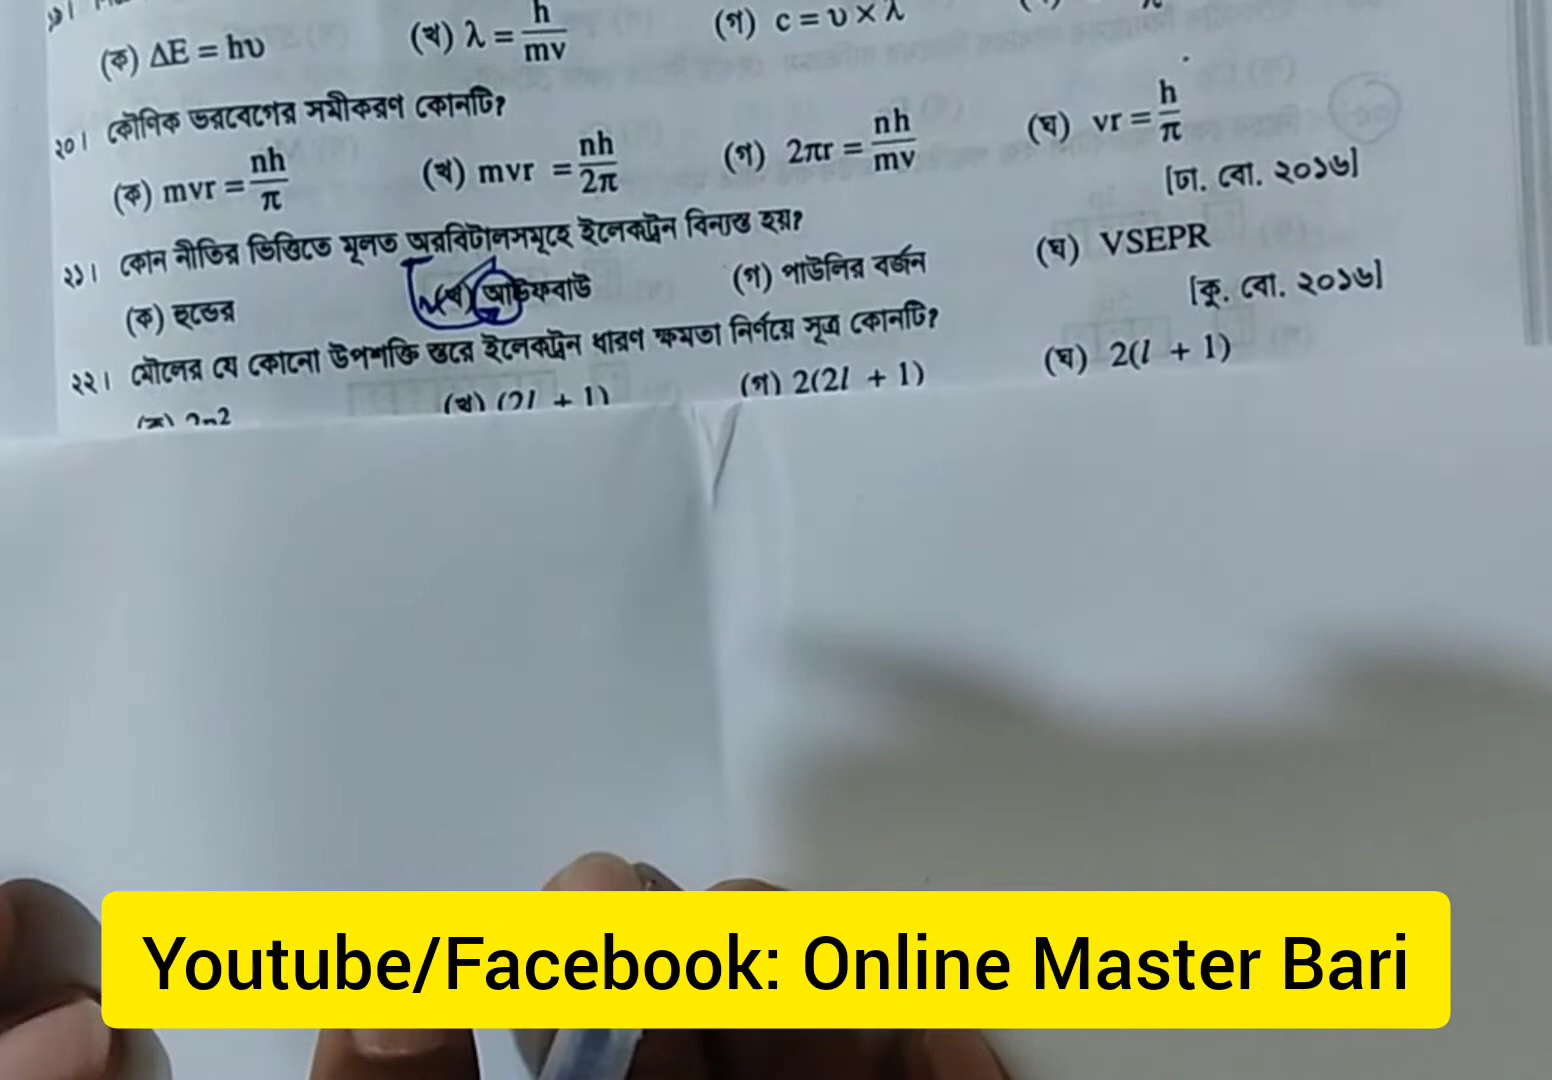 (ক) ΔE = hυ (খ) λ = h/mv (গ) c = υ × λ
২০। কৌণিক ভরবেগের সমীকরণ কোনটি?
(ক) mvr = nh/π (খ) mvr = nh/2π (গ) 2πr = nh/mv (ঘ) vr = h/π
[ঢা. বো. ২০১৬]
২১। কোন নীতির ভিত্তিতে মূলত অরবিটালসমূহে ইলেকট্রন বিন্যস্ত হয়?
(ক) হুন্ডের (খ) আউফবাউ (গ) পাউলির বর্জন (ঘ) VSEPR
[কু. বো. ২০১৬]
২২। মৌলের যে কোনো উপশক্তি স্তরে ইলেকট্রন ধারণ ক্ষমতা নির্ণয়ে সূত্র কোনটি?
(খ) (2l + 1) (গ) 2(2l + 1) (ঘ) 2(l + 1)
Youtube/Facebook: Online Master Bari